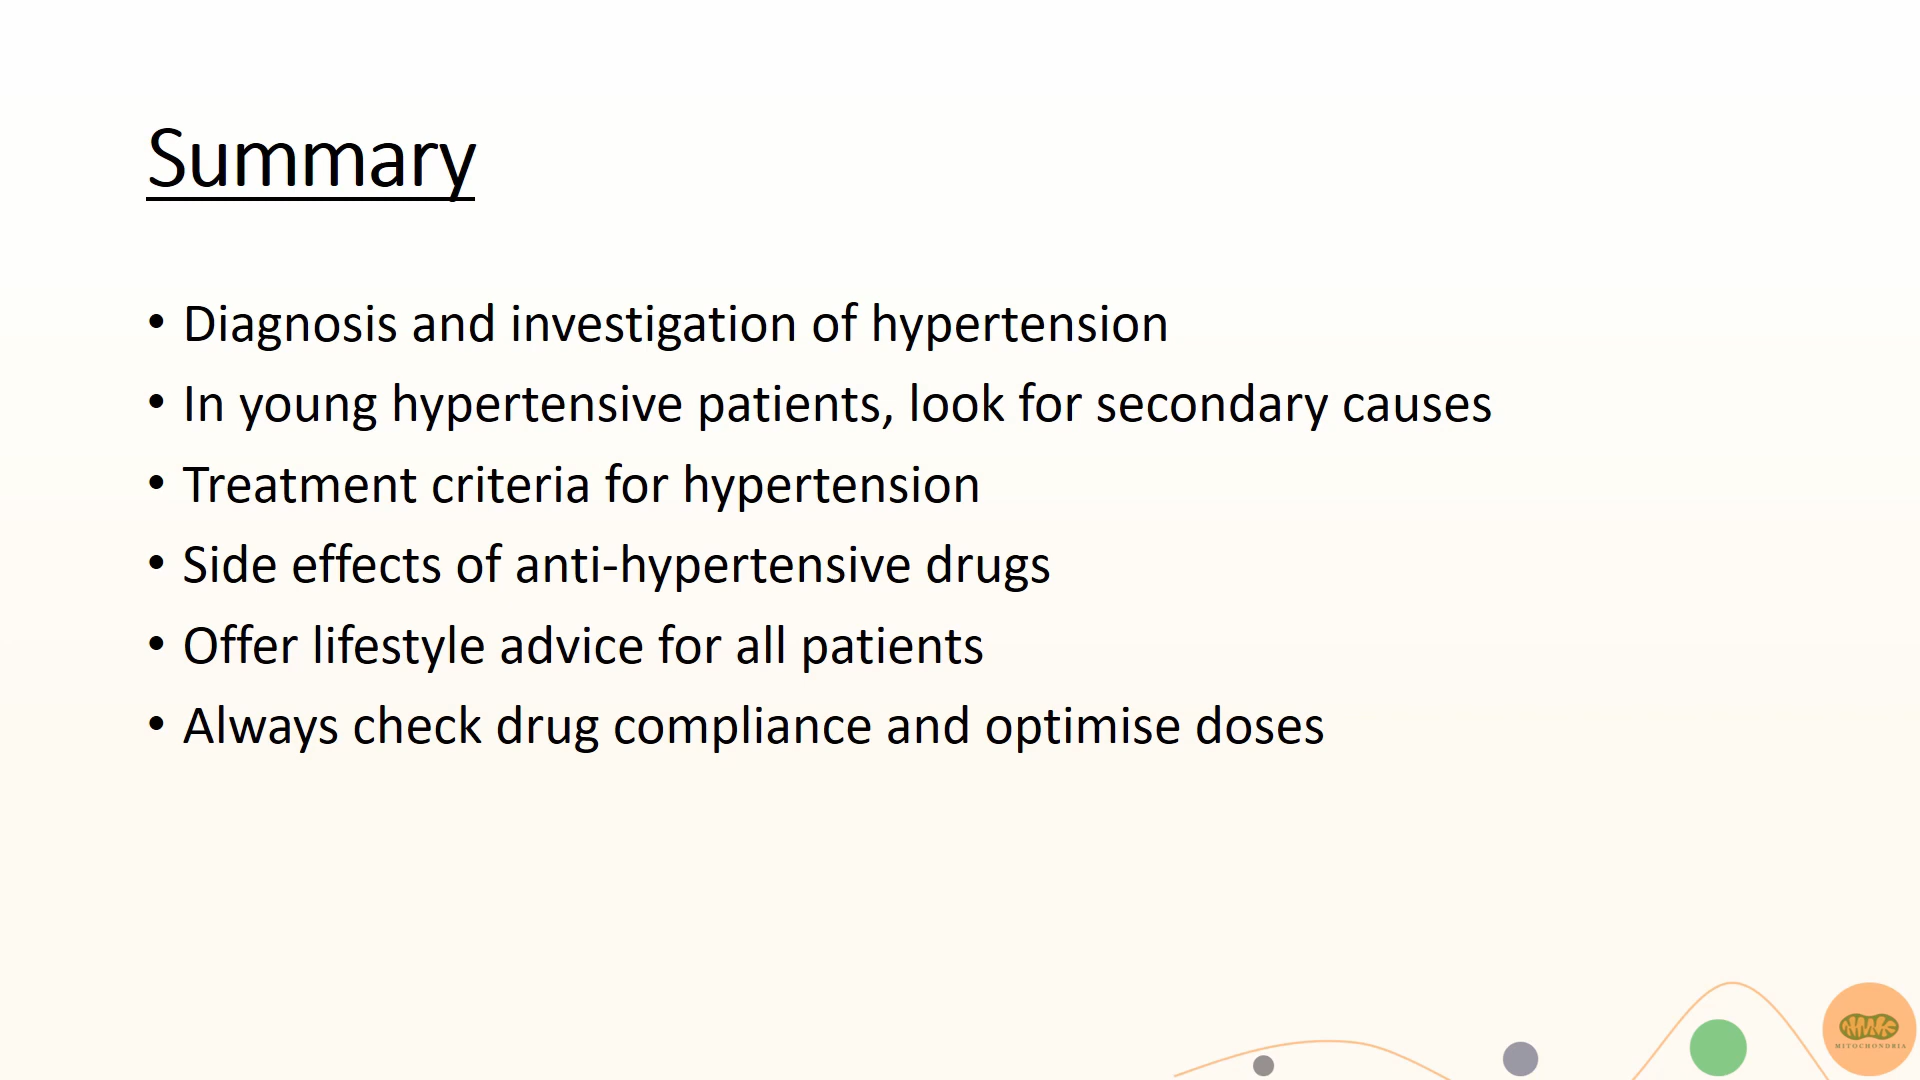 Summary
• Diagnosis and investigation of hypertension
• In young hypertensive patients, look for secondary causes
• Treatment criteria for hypertension
• Side effects of anti-hypertensive drugs
• Offer lifestyle advice for all patients
• Always check drug compliance and optimise doses
MITOCHONDRIA